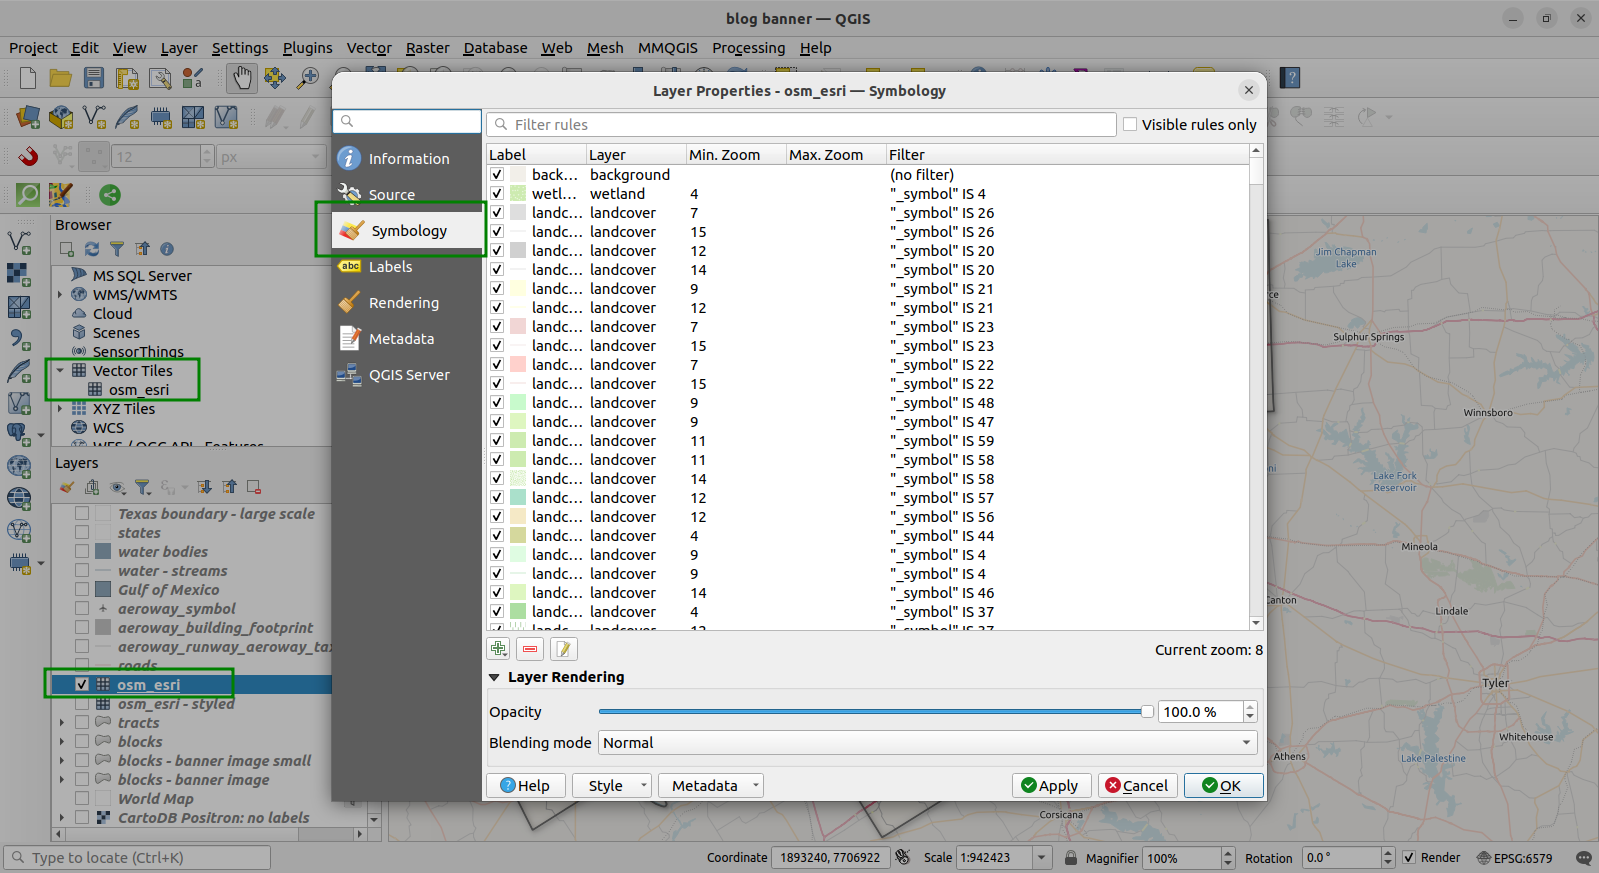 blog banner — QGIS
Project Edit View Layer Settings Plugins Vector Raster Database Web Mesh MMQGIS Processing Help
12 px
Browser
MS SQL Server
WMS/WMTS
Cloud
Scenes
SensorThings
Vector Tiles
osm_esri
XYZ Tiles
WCS
WFS / OGC API - Features
Layers
Texas boundary - large scale
states
water bodies
water - streams
Gulf of Mexico
aeroway_symbol
aeroway_building_footprint
aeroway_runway_aeroway_tax
roads
osm_esri
osm_esri - styled
tracts
blocks
blocks - banner image small
blocks - banner image
World Map
CartoDB Positron: no labels
Layer Properties - osm_esri — Symbology
Information
Source
Symbology
abc Labels
Rendering
Metadata
QGIS Server
Filter rules Visible rules only
Label Layer Min. Zoom Max. Zoom Filter
back... background (no filter)
wetl... wetland 4 "_symbol" IS 4
landc... landcover 7 "_symbol" IS 26
landc... landcover 15 "_symbol" IS 26
landc... landcover 12 "_symbol" IS 20
landc... landcover 14 "_symbol" IS 20
landc... landcover 9 "_symbol" IS 21
landc... landcover 12 "_symbol" IS 21
landc... landcover 7 "_symbol" IS 23
landc... landcover 15 "_symbol" IS 23
landc... landcover 7 "_symbol" IS 22
landc... landcover 15 "_symbol" IS 22
landc... landcover 9 "_symbol" IS 48
landc... landcover 9 "_symbol" IS 47
landc... landcover 11 "_symbol" IS 59
landc... landcover 11 "_symbol" IS 58
landc... landcover 14 "_symbol" IS 58
landc... landcover 12 "_symbol" IS 57
landc... landcover 12 "_symbol" IS 56
landc... landcover 4 "_symbol" IS 44
landc... landcover 9 "_symbol" IS 4
landc... landcover 9 "_symbol" IS 4
landc... landcover 14 "_symbol" IS 46
landc... landcover 4 "_symbol" IS 37
landc... landcover 12 "_symbol" IS 37
Current zoom: 8
Layer Rendering
Opacity 100.0 %
Blending mode Normal
Help Style Metadata Apply Cancel OK
Jim Chapman
Lake
Sulphur Springs
Winnsboro
Lake Fork
Reservoir
Mineola
Canton
Lindale
Tyler
Whitehouse
Athens
Lake Palestine
Corsicana
Type to locate (Ctrl+K) Coordinate 1893240, 7706922 Scale 1:942423 Magnifier 100% Rotation 0.0 ° Render EPSG:6579